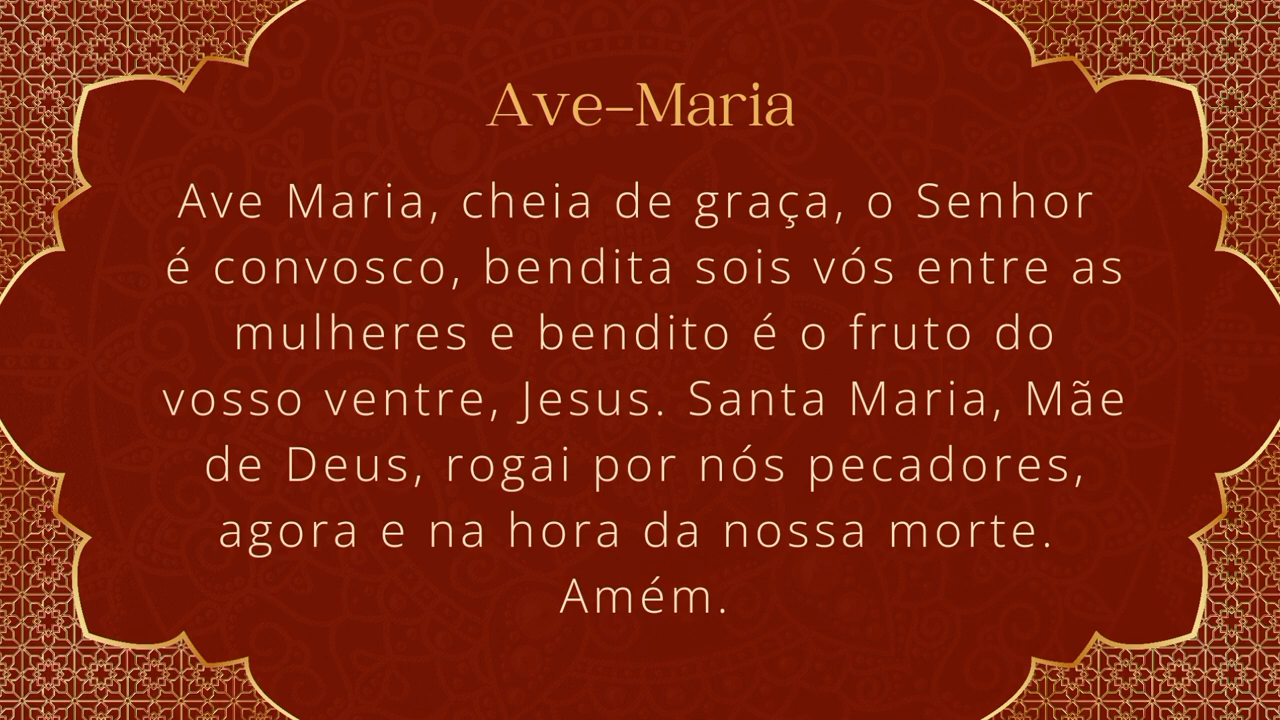 Ave-Maria
Ave Maria, cheia de graça, o Senhor
é convosco, bendita sois vós entre as
mulheres e bendito é o fruto do
vosso ventre, Jesus. Santa Maria, Mãe
de Deus, rogai por nós pecadores,
agora e na hora da nossa morte.
Amém.